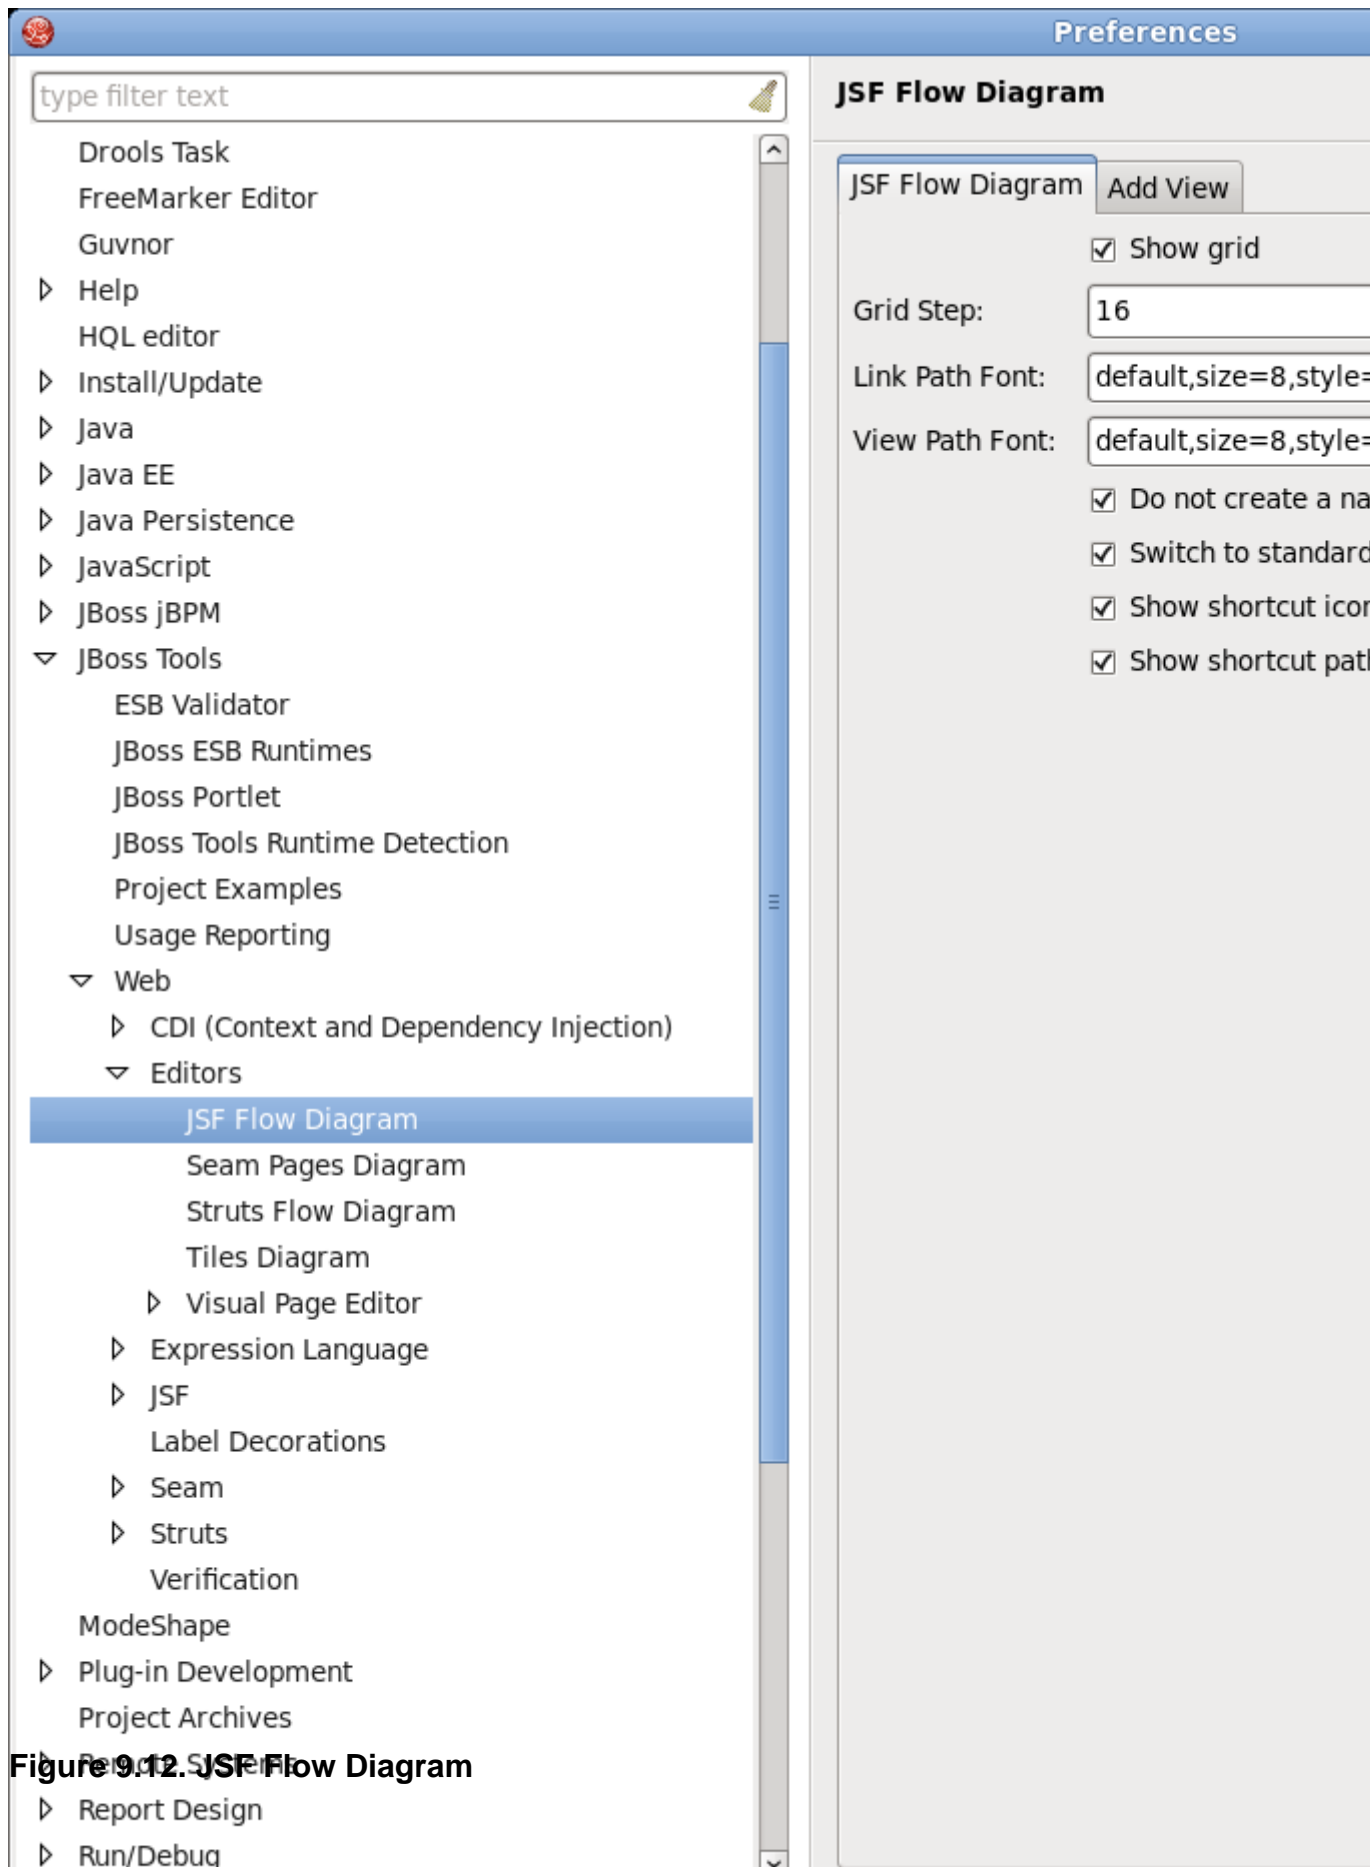 Preferences
type filter text
Drools Task
FreeMarker Editor
Guvnor
Help
HQL editor
Install/Update
Java
Java EE
Java Persistence
JavaScript
JBoss jBPM
JBoss Tools
ESB Validator
JBoss ESB Runtimes
JBoss Portlet
JBoss Tools Runtime Detection
Project Examples
Usage Reporting
Web
CDI (Context and Dependency Injection)
Editors
JSF Flow Diagram
Seam Pages Diagram
Struts Flow Diagram
Tiles Diagram
Visual Page Editor
Expression Language
JSF
Label Decorations
Seam
Struts
Verification
ModeShape
Plug-in Development
Project Archives
Remote Systems
Figure 9.12. JSF Flow Diagram
Report Design
Run/Debug
JSF Flow Diagram
JSF Flow Diagram Add View
Show grid
Grid Step: 16
Link Path Font: default,size=8,style=
View Path Font: default,size=8,style=
Do not create a na
Switch to standard
Show shortcut icon
Show shortcut path